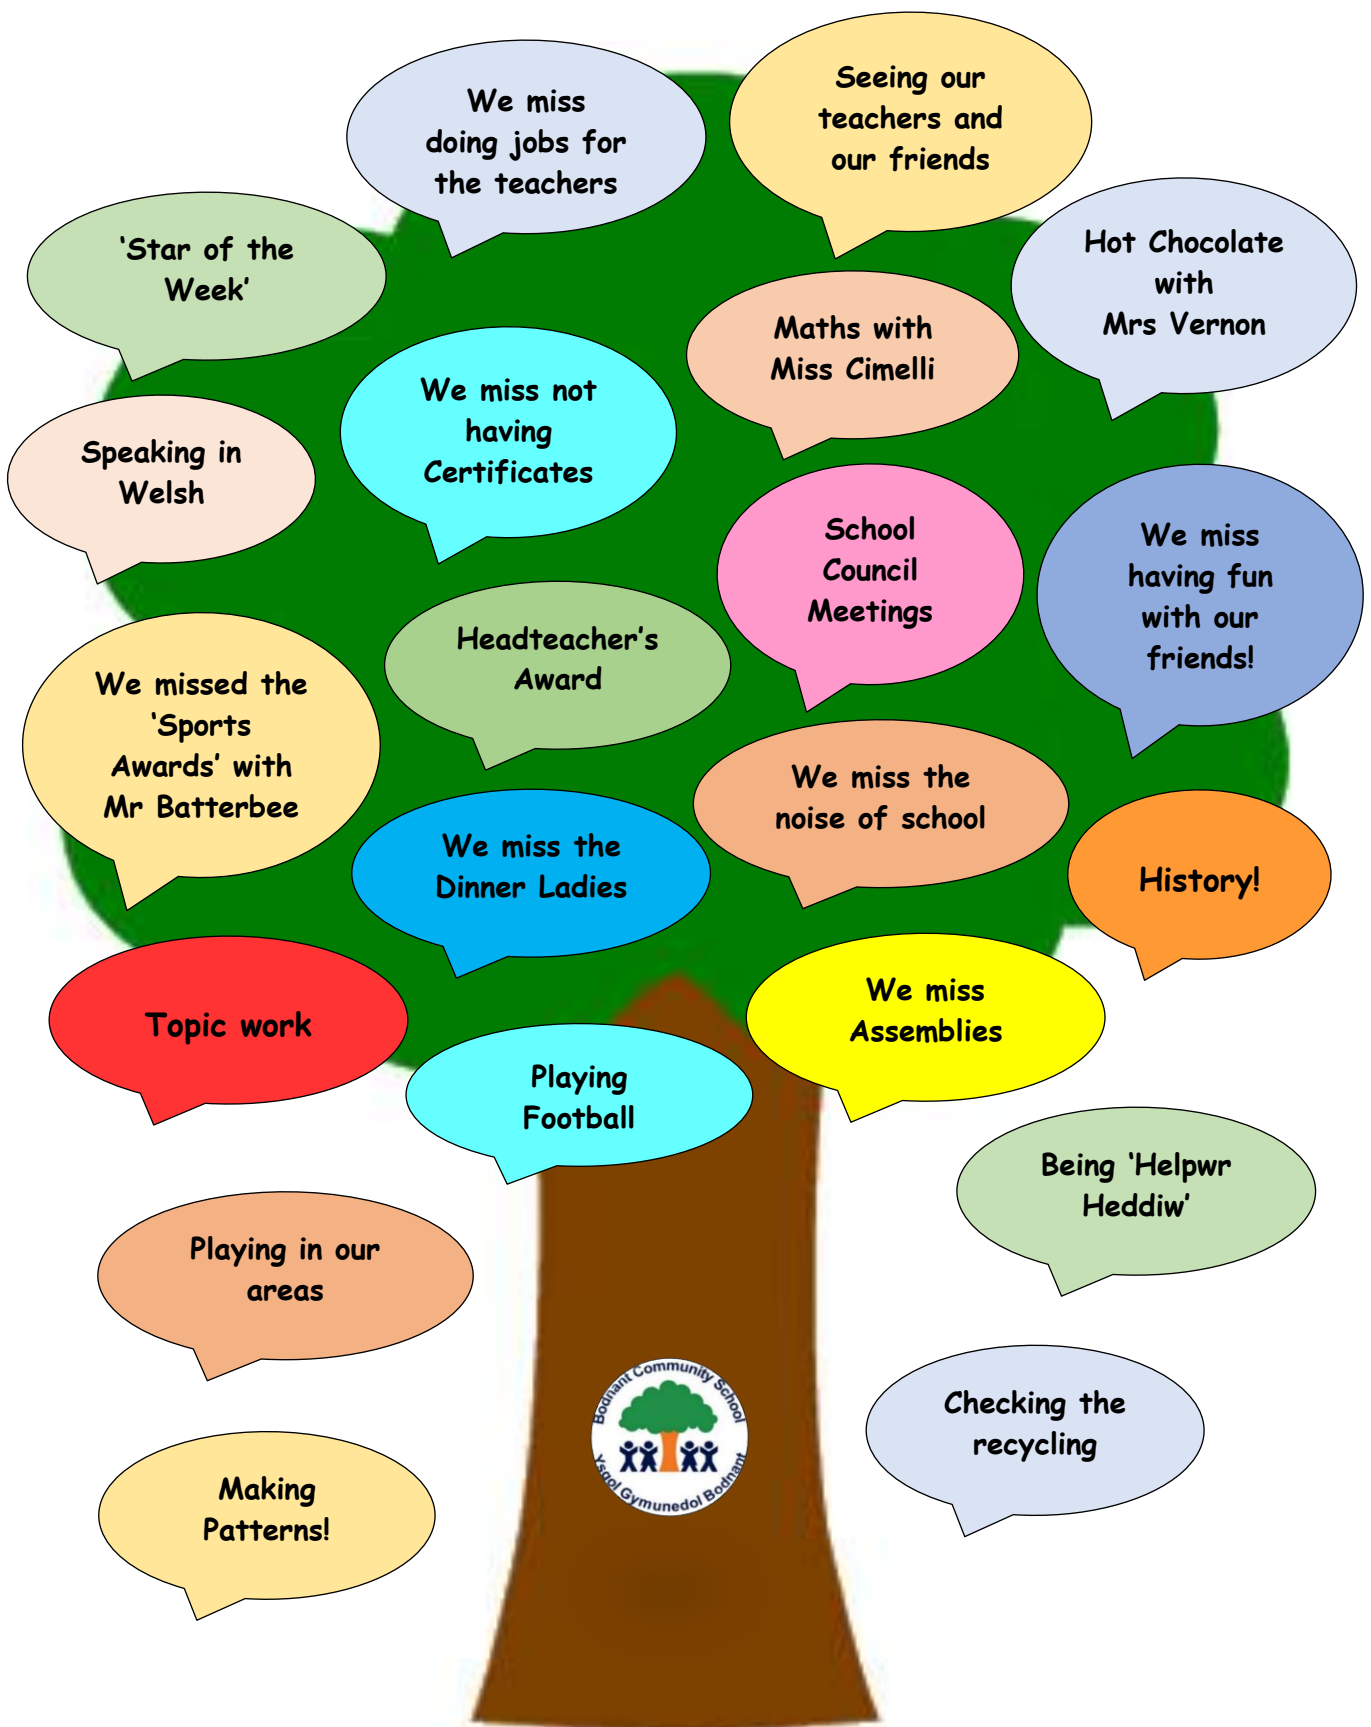 We miss
doing jobs for
the teachers
Seeing our
teachers and
our friends
‘Star of the
Week’
Hot Chocolate
with
Mrs Vernon
Maths with
Miss Cimelli
We miss not
having
Certificates
Speaking in
Welsh
School
Council
Meetings
We miss
having fun
with our
friends!
Headteacher’s
Award
We missed the
‘Sports
Awards’ with
Mr Batterbee
We miss the
noise of school
We miss the
Dinner Ladies
History!
Topic work
We miss
Assemblies
Playing
Football
Being ‘Helpwr
Heddiw’
Playing in our
areas
Checking the
recycling
Making
Patterns!
Bodnant Community School
Ysgol Gymunedol Bodnant